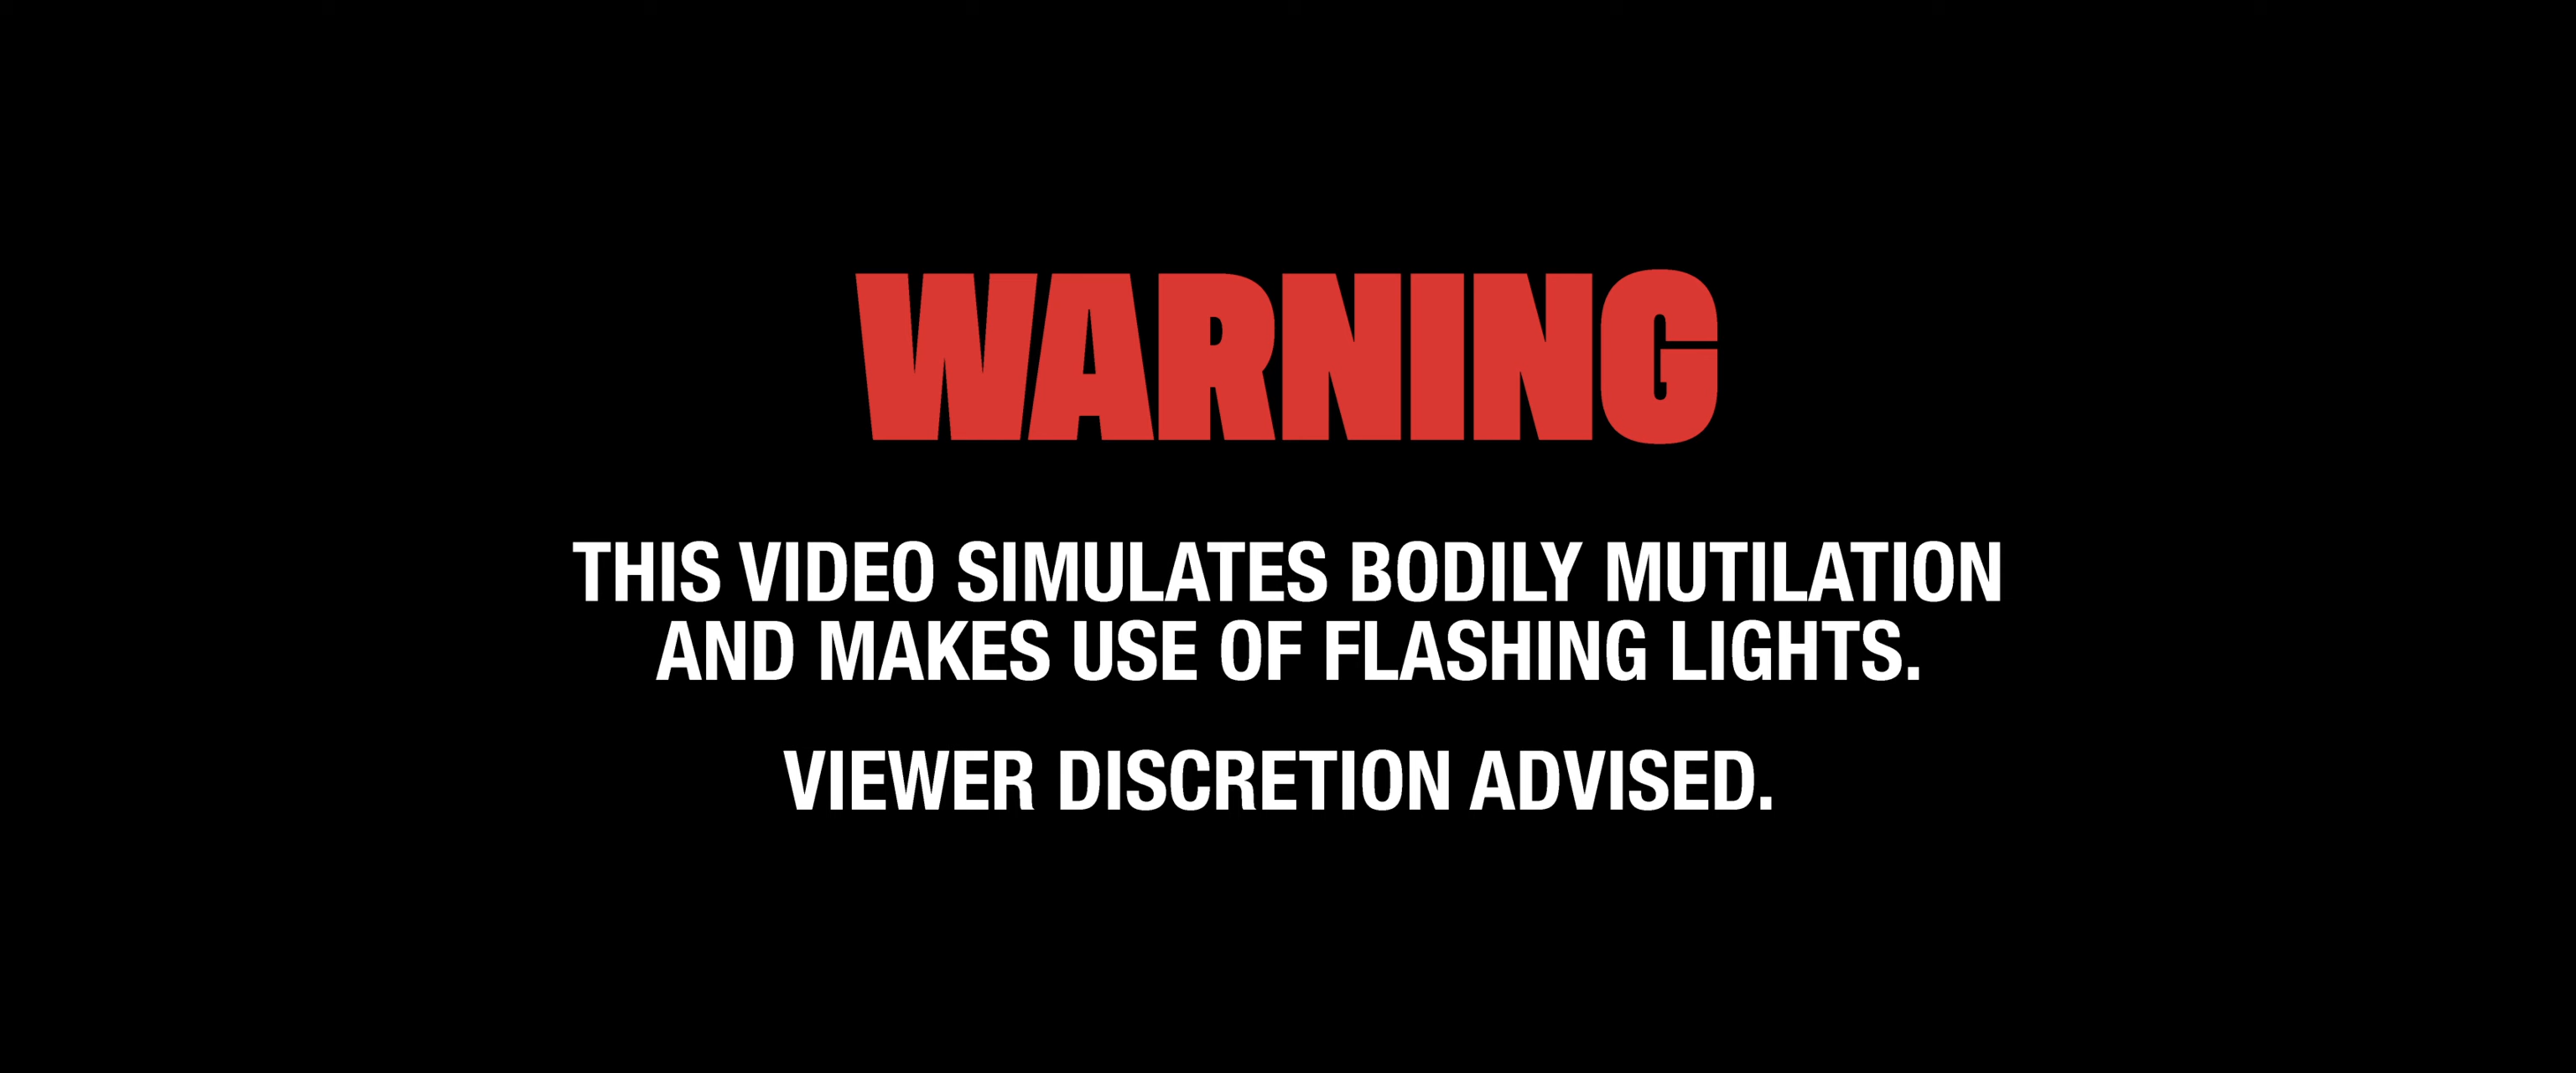 WARNING
THIS VIDEO SIMULATES BODILY MUTILATION
AND MAKES USE OF FLASHING LIGHTS.
VIEWER DISCRETION ADVISED.